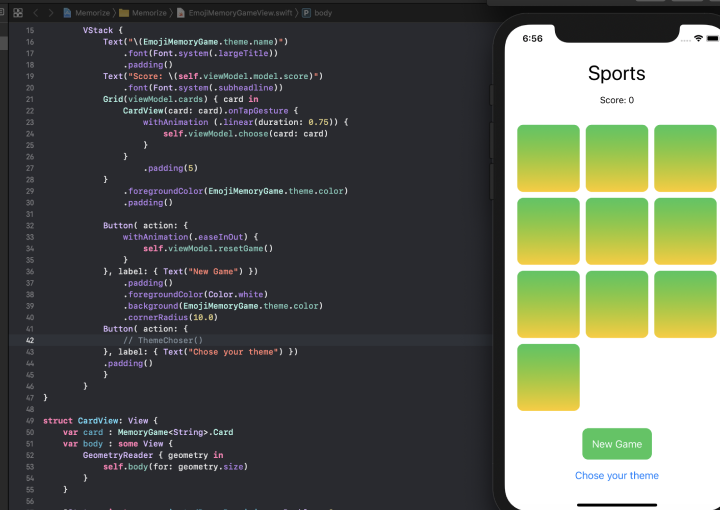 Memorize
Memorize
EmojiMemoryGameView.swift
P body
15 VStack {
16 Text("\(EmojiMemoryGame.theme.name)")
17 .font(Font.system(.largeTitle))
18 .padding()
19 Text("Score: \(self.viewModel.model.score)")
20 .font(Font.system(.subheadline))
21 Grid(viewModel.cards) { card in
22 CardView(card: card).onTapGesture {
23 withAnimation (.linear(duration: 0.75)) {
24 self.viewModel.choose(card: card)
25 }
26 }
27 .padding(5)
28 }
29 .foregroundColor(EmojiMemoryGame.theme.color)
30 .padding()
31
32 Button( action: {
33 withAnimation(.easeInOut) {
34 self.viewModel.resetGame()
35 }
36 }, label: { Text("New Game") })
37 .padding()
38 .foregroundColor(Color.white)
39 .background(EmojiMemoryGame.theme.color)
40 .cornerRadius(10.0)
41 Button( action: {
42 // ThemeChoser()
43 }, label: { Text("Chose your theme") })
44 .padding()
45 }
46 }
47 }
48
49 struct CardView: View {
50 var card : MemoryGame<String>.Card
51 var body : some View {
52 GeometryReader { geometry in
53 self.body(for: geometry.size)
54 }
55 }
56
6:56
Sports
Score: 0
New Game
Chose your theme